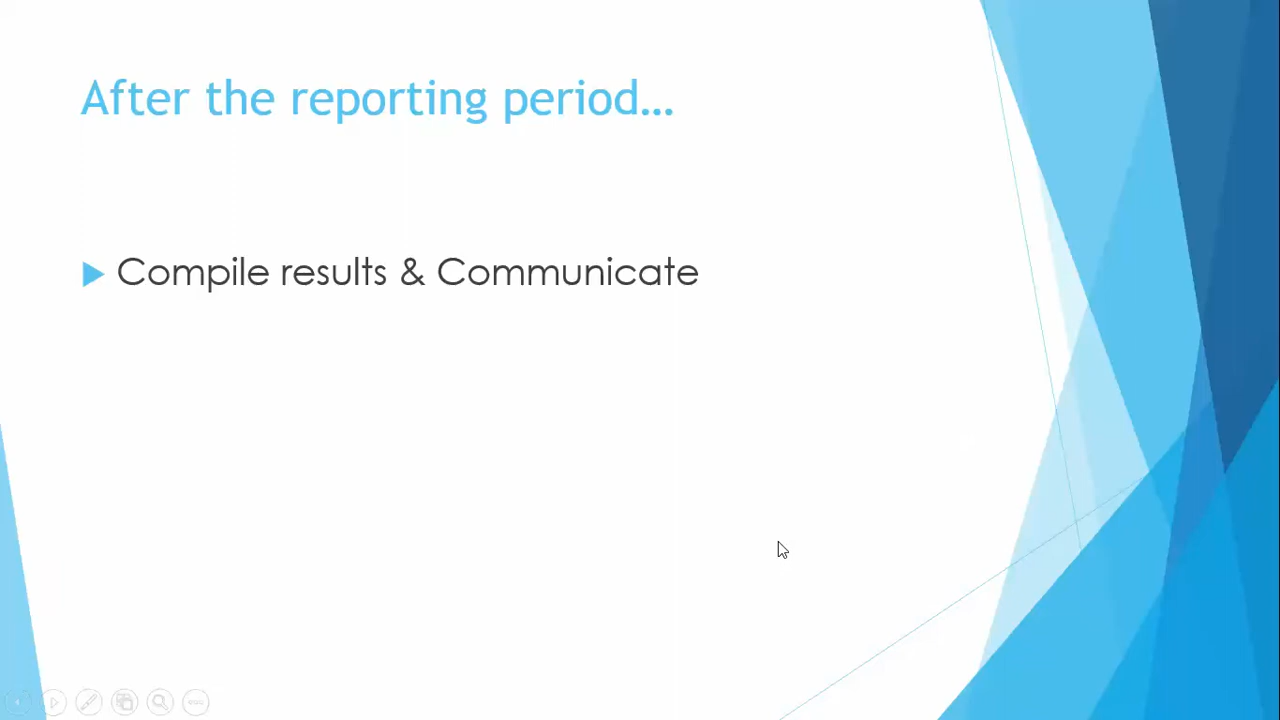 After the reporting period...
Compile results & Communicate